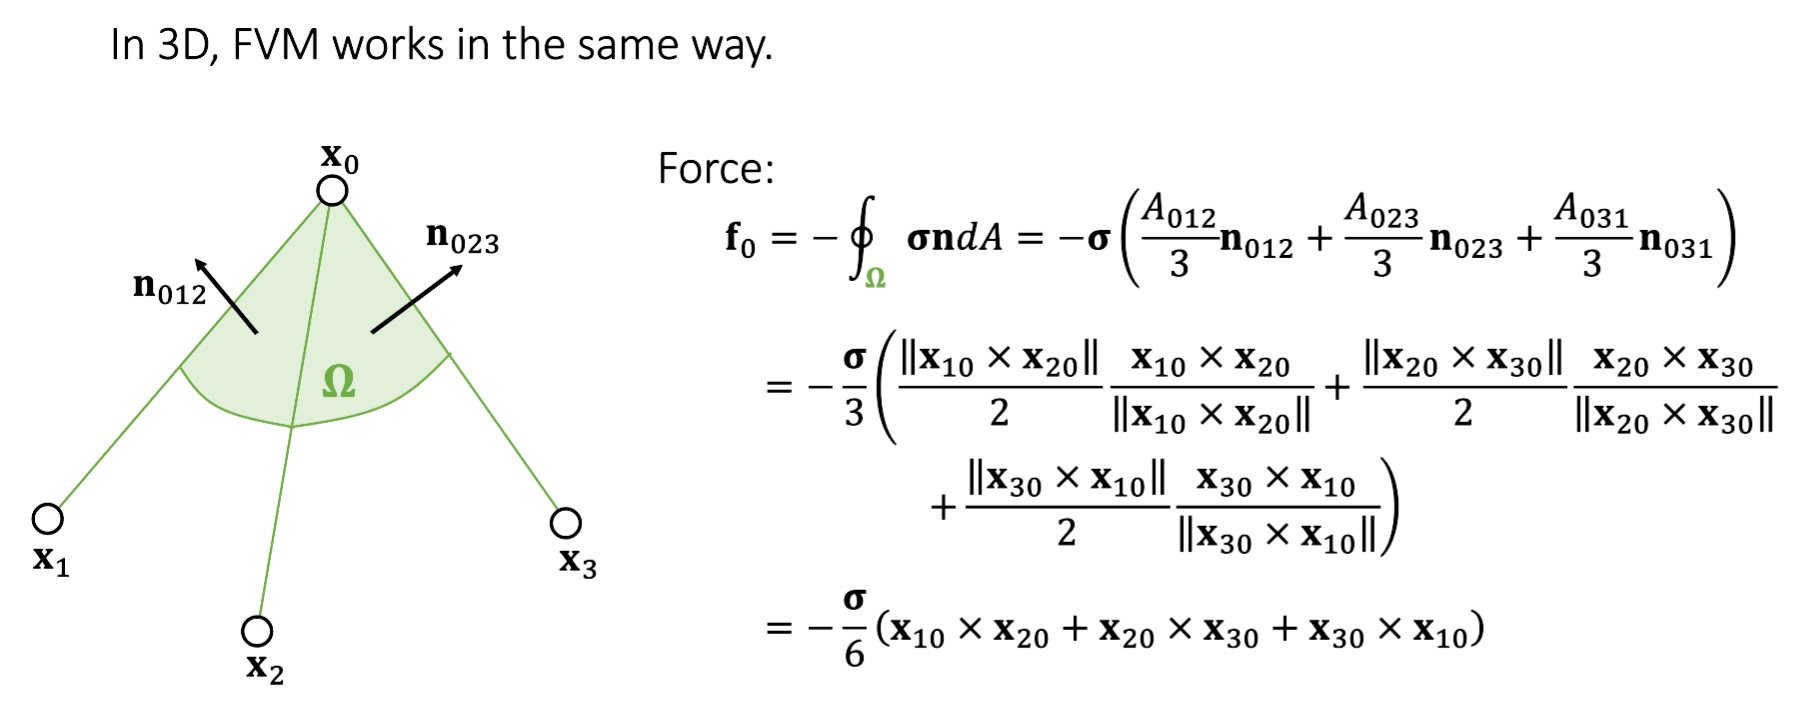 In 3D, FVM works in the same way.
x₀
n₀₁₂
n₀₂₃
Ω
x₁
x₂
x₃
Force:
f₀ = − ∮_Ω σndA = −σ(A₀₁₂/3 n₀₁₂ + A₀₂₃/3 n₀₂₃ + A₀₃₁/3 n₀₃₁)
= − σ/3 (‖x₁₀ × x₂₀‖/2 x₁₀ × x₂₀/‖x₁₀ × x₂₀‖ + ‖x₂₀ × x₃₀‖/2 x₂₀ × x₃₀/‖x₂₀ × x₃₀‖
+ ‖x₃₀ × x₁₀‖/2 x₃₀ × x₁₀/‖x₃₀ × x₁₀‖)
= − σ/6 (x₁₀ × x₂₀ + x₂₀ × x₃₀ + x₃₀ × x₁₀)